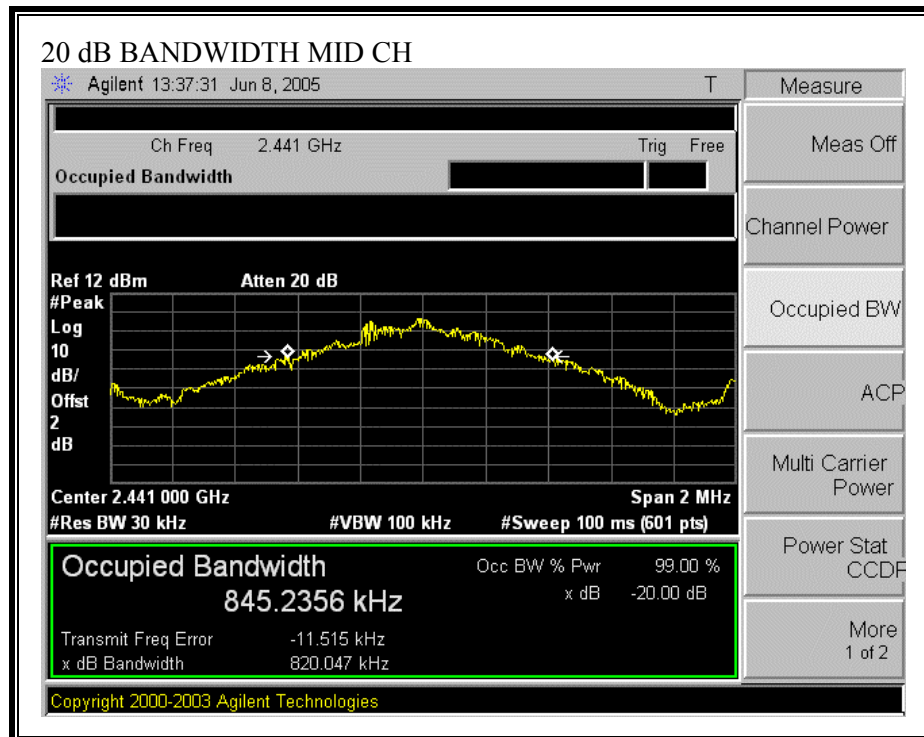 20 dB BANDWIDTH MID CH
Agilent 13:37:31 Jun 8, 2005 T
Measure
Ch Freq 2.441 GHz Trig Free
Occupied Bandwidth
Meas Off
Channel Power
Occupied BW
ACP
Multi Carrier
Power
Power Stat
CCDF
More
1 of 2
Ref 12 dBm Atten 20 dB
#Peak
Log
10
dB/
Offst
2
dB
Center 2.441 000 GHz Span 2 MHz
#Res BW 30 kHz #VBW 100 kHz #Sweep 100 ms (601 pts)
Occupied Bandwidth
845.2356 kHz
Occ BW % Pwr 99.00 %
x dB -20.00 dB
Transmit Freq Error -11.515 kHz
x dB Bandwidth 820.047 kHz
Copyright 2000-2003 Agilent Technologies